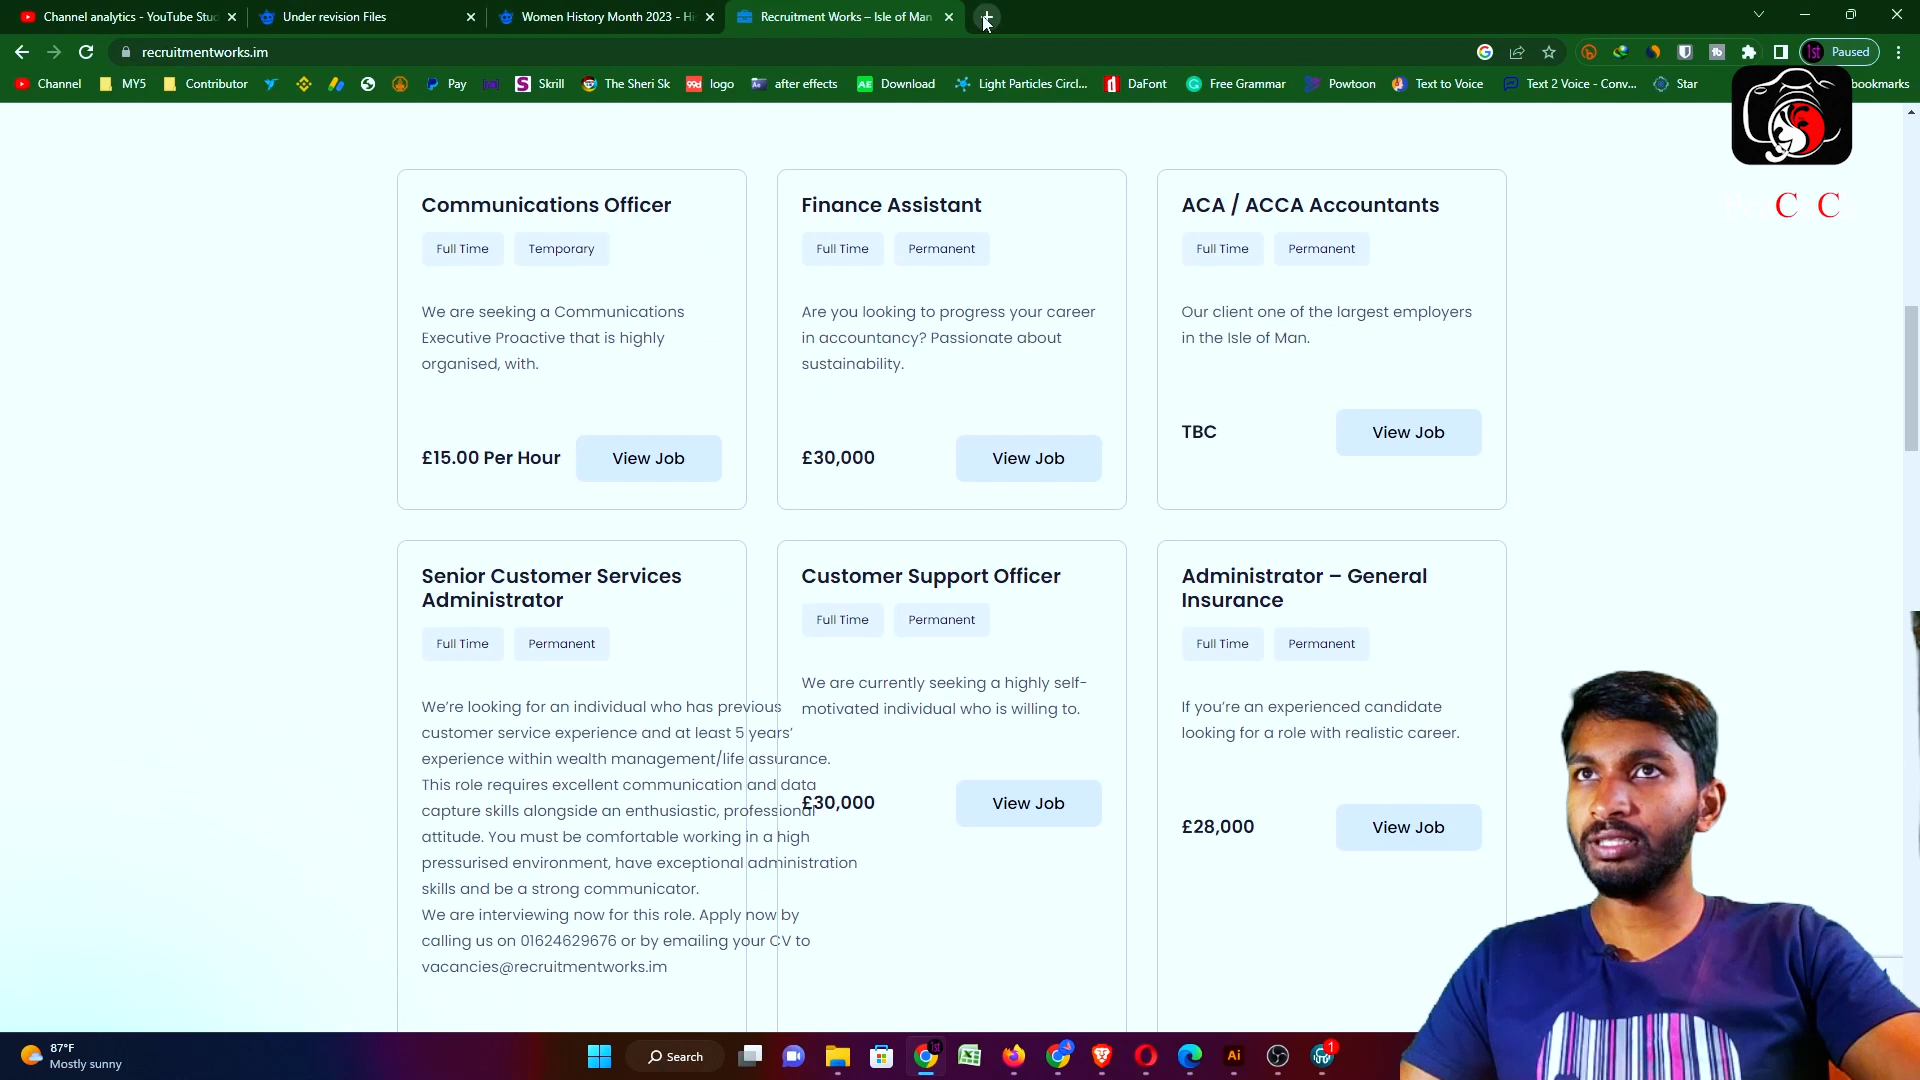 Channel analytics - YouTube Stu
Under revision Files
Women History Month 2023 - Hi
Recruitment Works – Isle of Man
recruitmentworks.im
1st
Paused
Channel
MY5
Contributor
Pay
Skrill
The Sheri Sk
logo
after effects
Download
Light Particles Circl...
DaFont
Free Grammar
Powtoon
Text to Voice
Text 2 Voice - Conv...
Star
bookmarks
C C
Communications Officer
Full Time
Temporary
We are seeking a Communications
Executive Proactive that is highly
organised, with.
£15.00 Per Hour
View Job
Finance Assistant
Full Time
Permanent
Are you looking to progress your career
in accountancy? Passionate about
sustainability.
£30,000
View Job
ACA / ACCA Accountants
Full Time
Permanent
Our client one of the largest employers
in the Isle of Man.
TBC
View Job
Senior Customer Services
Administrator
Full Time
Permanent
We're looking for an individual who has previous
customer service experience and at least 5 years'
experience within wealth management/life assurance.
This role requires excellent communication and data
capture skills alongside an enthusiastic, professional
attitude. You must be comfortable working in a high
pressurised environment, have exceptional administration
skills and be a strong communicator.
We are interviewing now for this role. Apply now by
calling us on 01624629676 or by emailing your CV to
vacancies@recruitmentworks.im
Customer Support Officer
Full Time
Permanent
We are currently seeking a highly self-
motivated individual who is willing to.
£30,000
View Job
Administrator – General
Insurance
Full Time
Permanent
If you're an experienced candidate
looking for a role with realistic career.
£28,000
View Job
87°F
Mostly sunny
Search
Ai
1